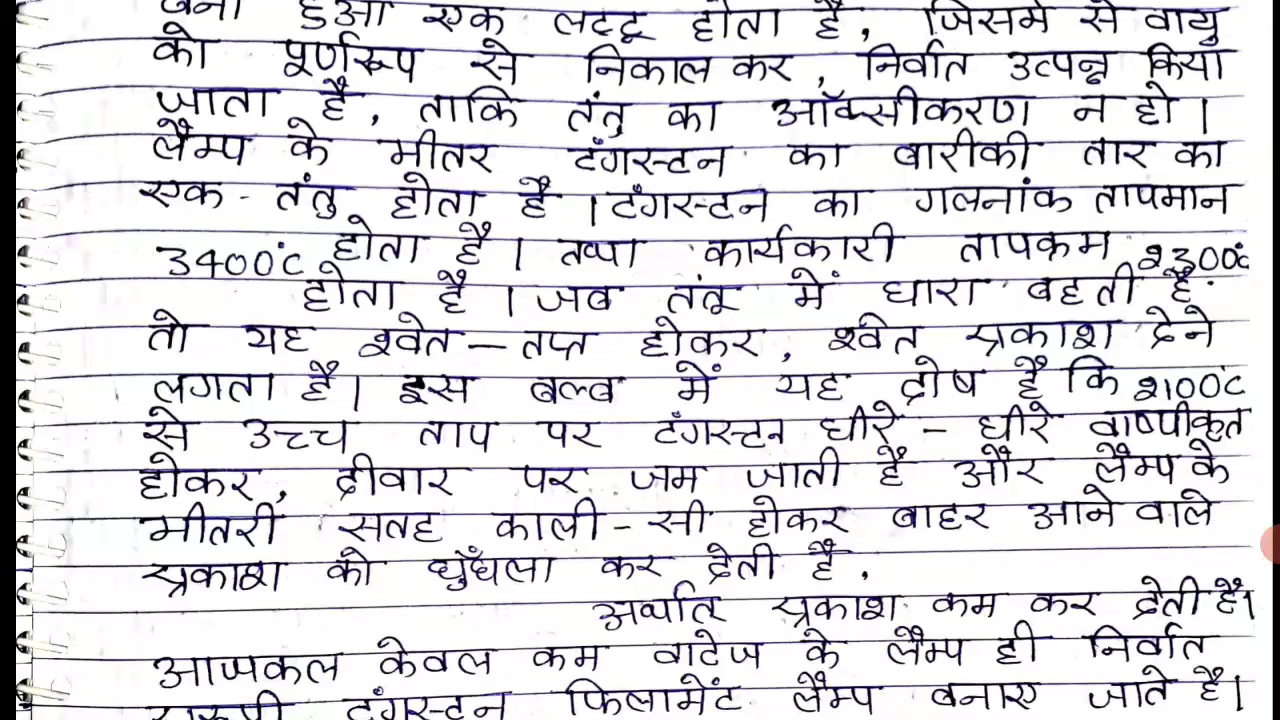 बना हुआ एक लट्टू होता है, जिसमें से वायु
को पूर्णरूप से निकाल कर, निर्वात उत्पन्न किया
जाता है, ताकि तंतु का ऑक्सीकरण न हो।
लैम्प के भीतर टंगस्टन का बारीकी तार का
एक - तंतु होता है। टंगस्टन का गलनांक तापमान
3400°C होता है। तथा कार्यकारी तापक्रम 2300°C
होता है। जब तंतू में धारा बहती है.
तो यह श्वेत - तप्त होकर, श्वेत प्रकाश देने
लगता है। इस बल्ब में यह दोष है कि 2100°C
से उच्च ताप पर टंगस्टन धीरे - धीरे वाष्पीकृत
होकर, दीवार पर जम जाती है और लैम्प के
भीतरी सतह काली - सी होकर बाहर आने वाले
प्रकाश को धुँधला कर देती है,
अर्थात प्रकाश कम कर देती है।
आजकल केवल कम वाटेज के लैम्प ही निर्वात
टंगस्टन फिलामेंट लैम्प बनाए जाते है।